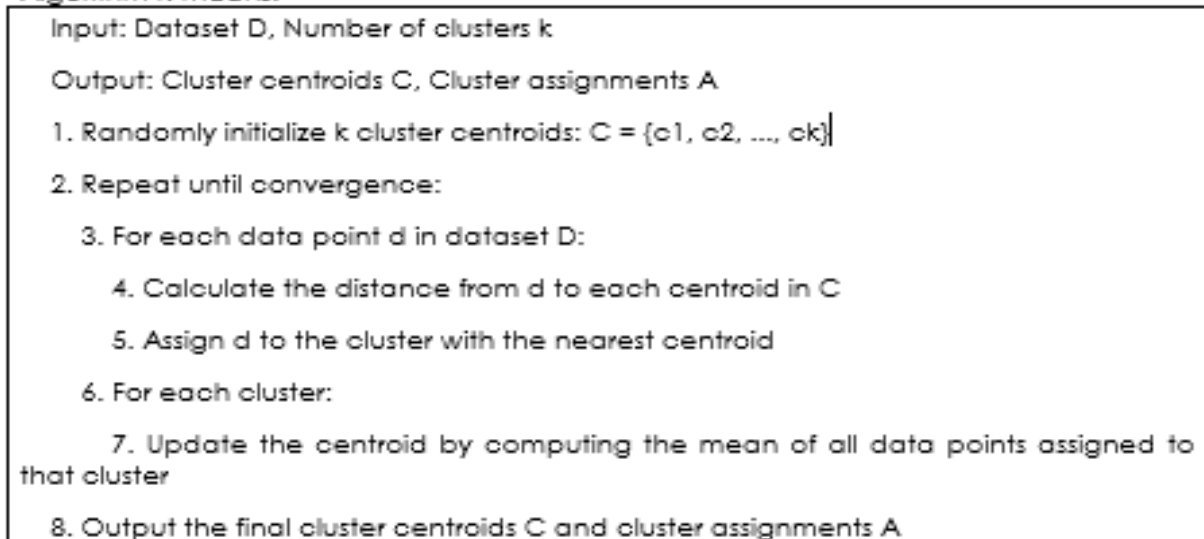 Input: Dataset D, Number of clusters k
Output: Cluster centroids C, Cluster assignments A
1. Randomly initialize k cluster centroids: C = {c1, c2, ..., ck}
2. Repeat until convergence:
3. For each data point d in dataset D:
4. Calculate the distance from d to each centroid in C
5. Assign d to the cluster with the nearest centroid
6. For each cluster:
7. Update the centroid by computing the mean of all data points assigned to
that cluster
8. Output the final cluster centroids C and cluster assignments A